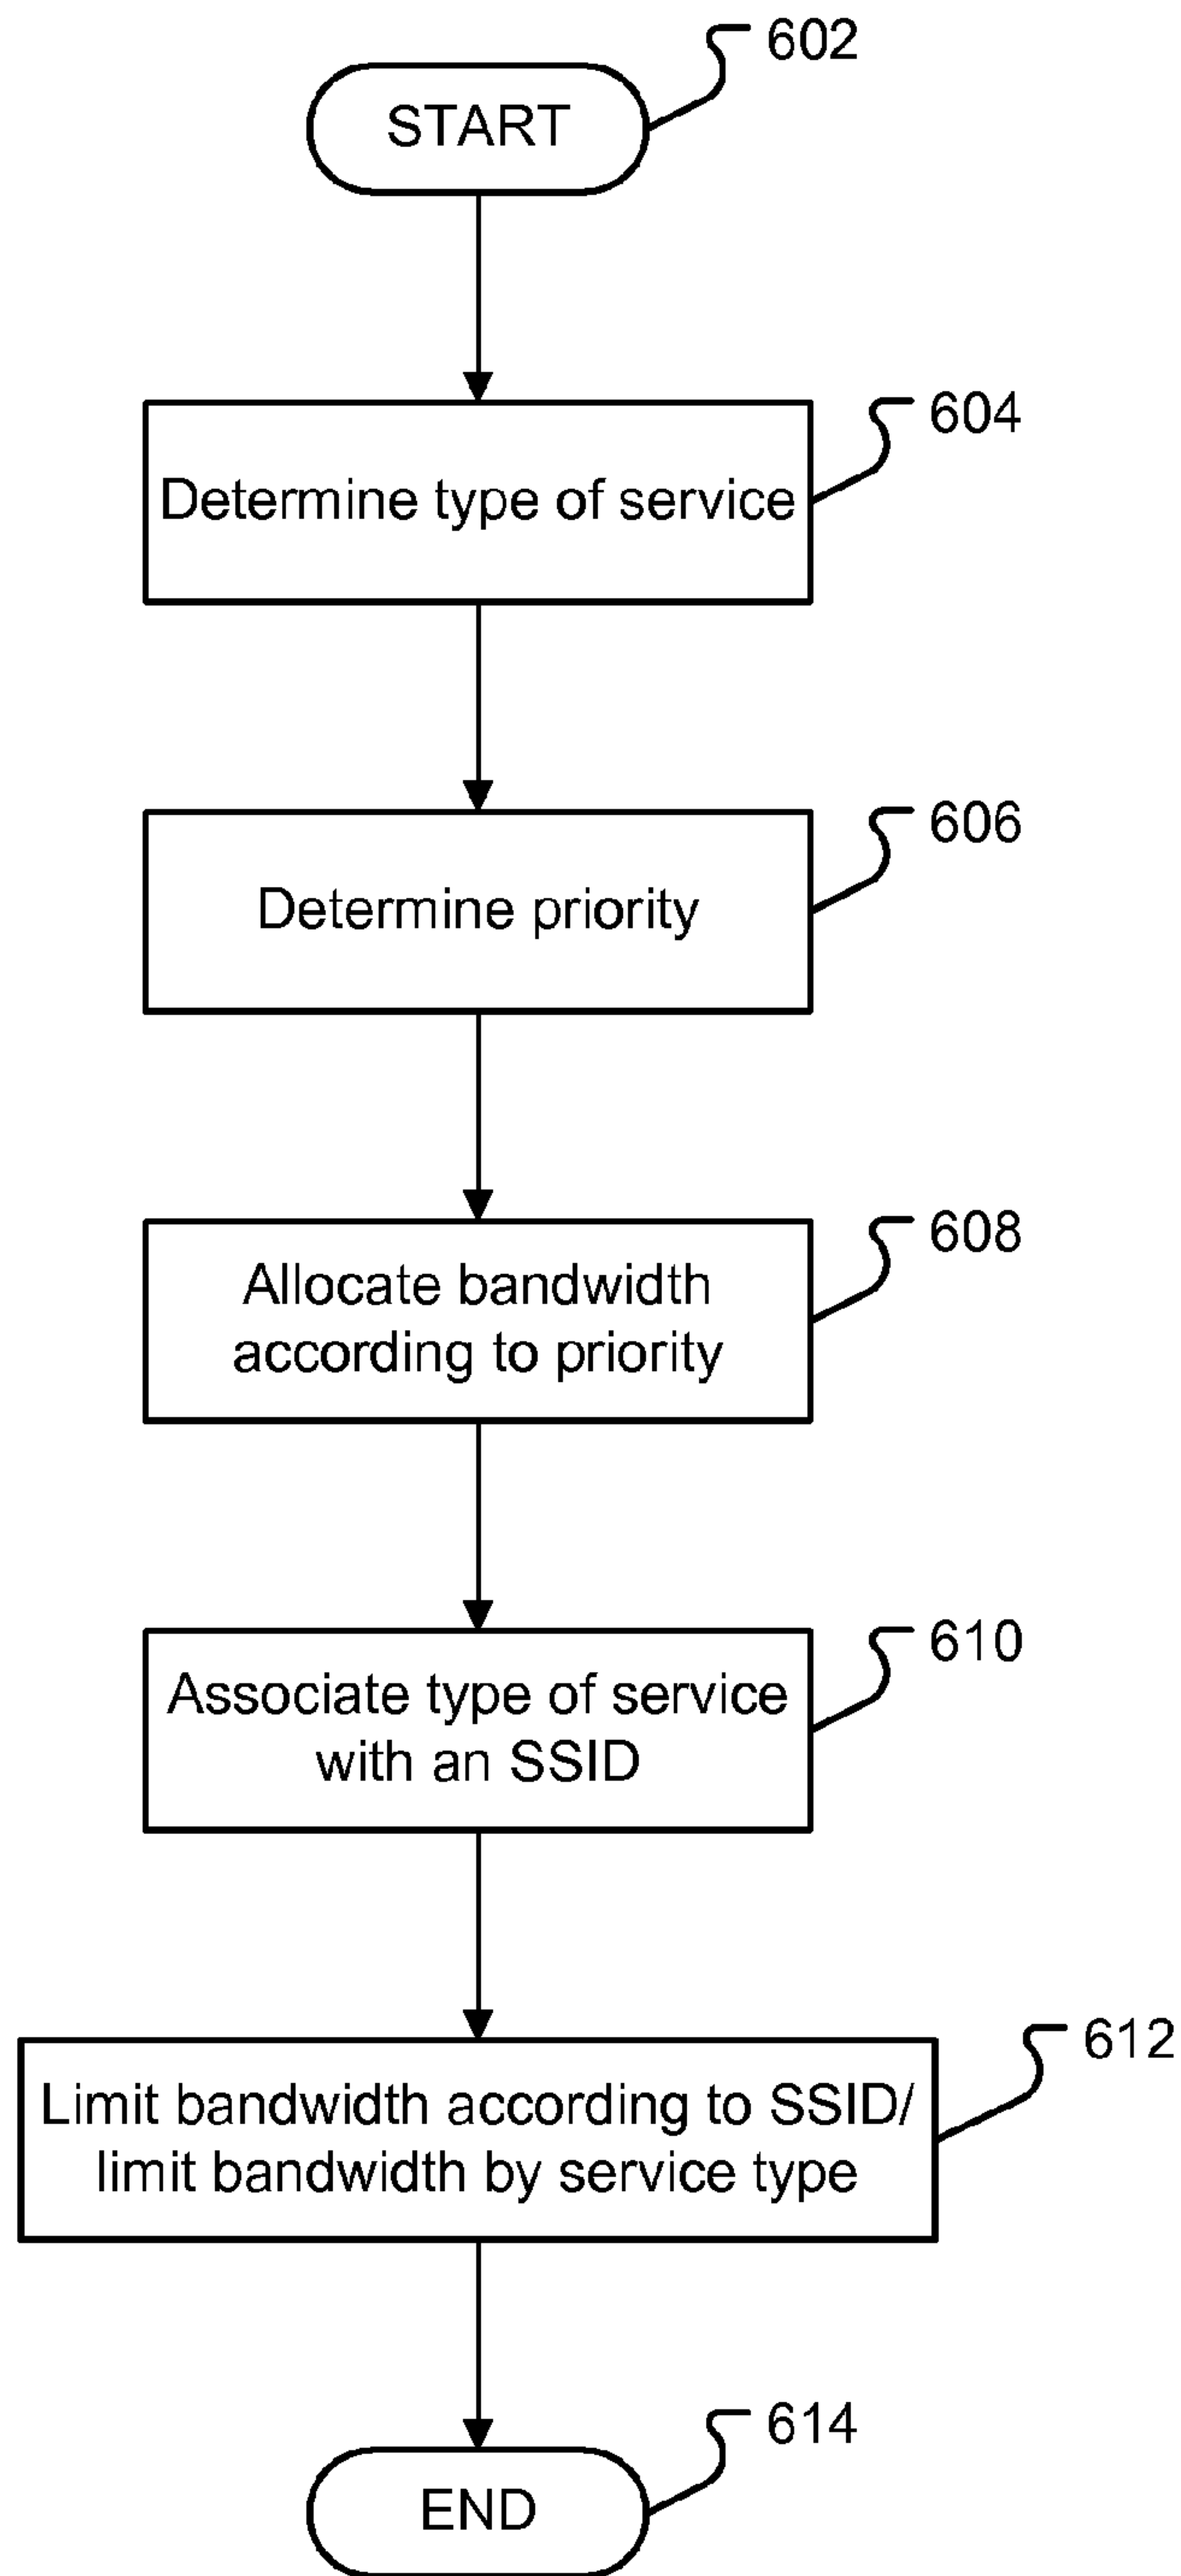 602
START
604
Determine type of service
606
Determine priority
608
Allocate bandwidth
according to priority
610
Associate type of service
with an SSID
612
Limit bandwidth according to SSID/
limit bandwidth by service type
614
END